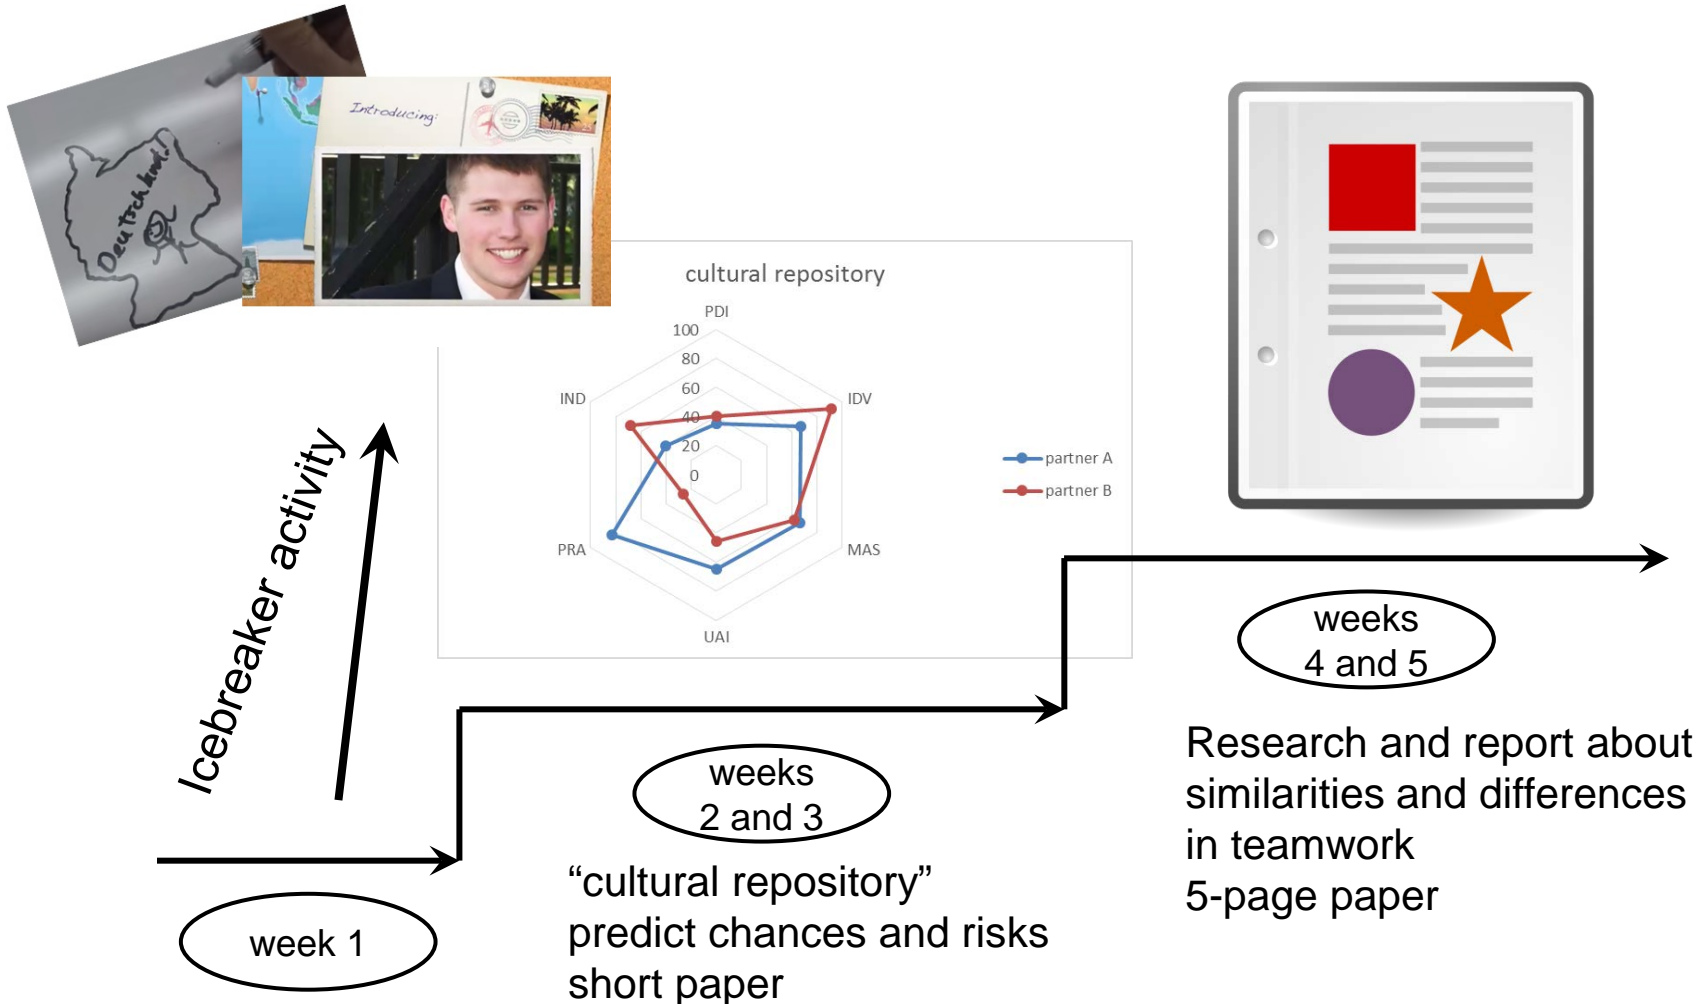 Deutschland!
Introducing:
cultural repository
PDI
100
80
60
40
20
0
IND
IDV
PRA
MAS
UAI
partner A
partner B
Icebreaker activity
week 1
weeks
2 and 3
“cultural repository”
predict chances and risks
short paper
weeks
4 and 5
Research and report about
similarities and differences
in teamwork
5-page paper